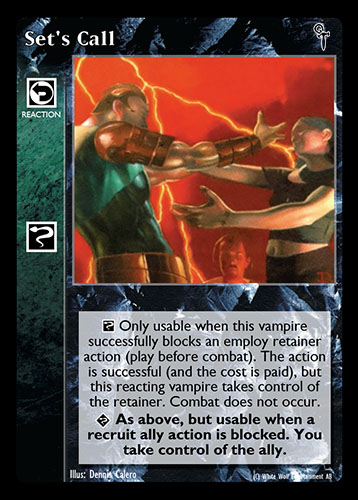 Set's Call
REACTION
Only usable when this vampire
successfully blocks an employ retainer
action (play before combat). The action
is successful (and the cost is paid), but
this reacting vampire takes control of
the retainer. Combat does not occur.
As above, but usable when a
recruit ally action is blocked. You
take control of the ally.
Illus: Dennis Calero
(C) White Wolf Entertainment AB